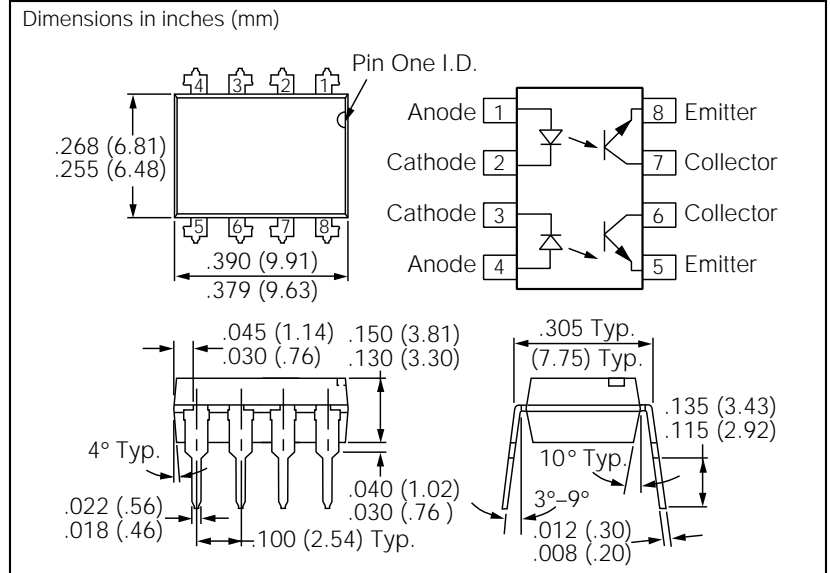 Dimensions in inches (mm)
Pin One I.D.
4 3 2 1
.268 (6.81)
.255 (6.48)
5 6 7 8
.390 (9.91)
.379 (9.63)
Anode 1
8 Emitter
Cathode 2
7 Collector
Cathode 3
6 Collector
Anode 4
5 Emitter
.045 (1.14)
.030 (.76)
.150 (3.81)
.130 (3.30)
4° Typ.
.022 (.56)
.018 (.46)
.040 (1.02)
.030 (.76 )
.100 (2.54) Typ.
.305 Typ.
(7.75) Typ.
.135 (3.43)
.115 (2.92)
10° Typ.
3°–9°
.012 (.30)
.008 (.20)